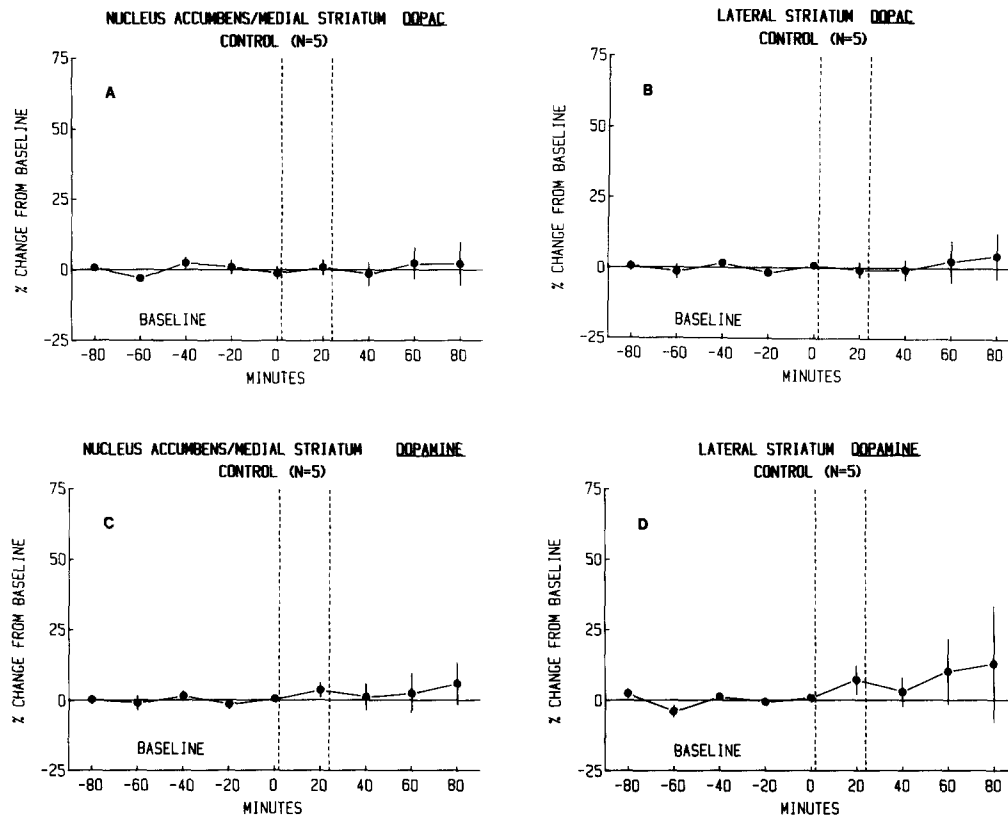 NUCLEUS ACCUMBENS/MEDIAL STRIATUM DOPAC
CONTROL (N=5)
75
50
25
0
-25
% CHANGE FROM BASELINE
A
BASELINE
-80 -60 -40 -20 0 20 40 60 80
MINUTES
LATERAL STRIATUM DOPAC
CONTROL (N=5)
75
50
25
0
-25
% CHANGE FROM BASELINE
B
BASELINE
-80 -60 -40 -20 0 20 40 60 80
MINUTES
NUCLEUS ACCUMBENS/MEDIAL STRIATUM DOPAMINE
CONTROL (N=5)
75
50
25
0
-25
% CHANGE FROM BASELINE
C
BASELINE
-80 -60 -40 -20 0 20 40 60 80
MINUTES
LATERAL STRIATUM DOPAMINE
CONTROL (N=5)
75
50
25
0
-25
% CHANGE FROM BASELINE
D
BASELINE
-80 -60 -40 -20 0 20 40 60 80
MINUTES